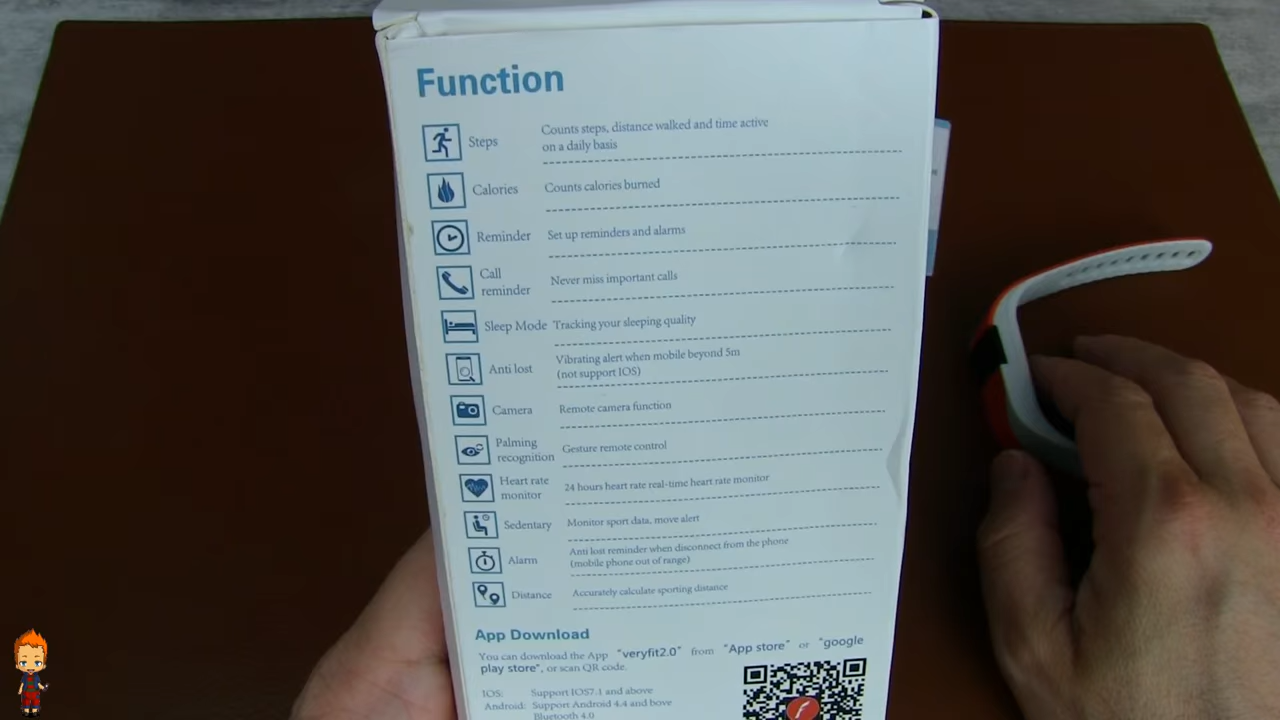 Function
Steps
Counts steps, distance walked and time active
on a daily basis
Calories
Counts calories burned
Reminder
Set up reminders and alarms
Call
reminder
Never miss important calls
Sleep Mode
Tracking your sleeping quality
Anti lost
Vibrating alert when mobile beyond 5m
(not support IOS)
Camera
Remote camera function
Palming
recognition
Gesture remote control
Heart rate
monitor
24 hours heart rate real-time heart rate monitor
Sedentary
Monitor sport data, move alert
Alarm
Anti lost reminder when disconnect from the phone
(mobile phone out of range)
Distance
Accurately calculate sporting distance
App Download
You can download the App "veryfit2.0" from "App store" or "google
play store", or scan QR code.
IOS: Support IOS7.1 and above
Android: Support Android 4.4 and bove
Bluetooth 4.0